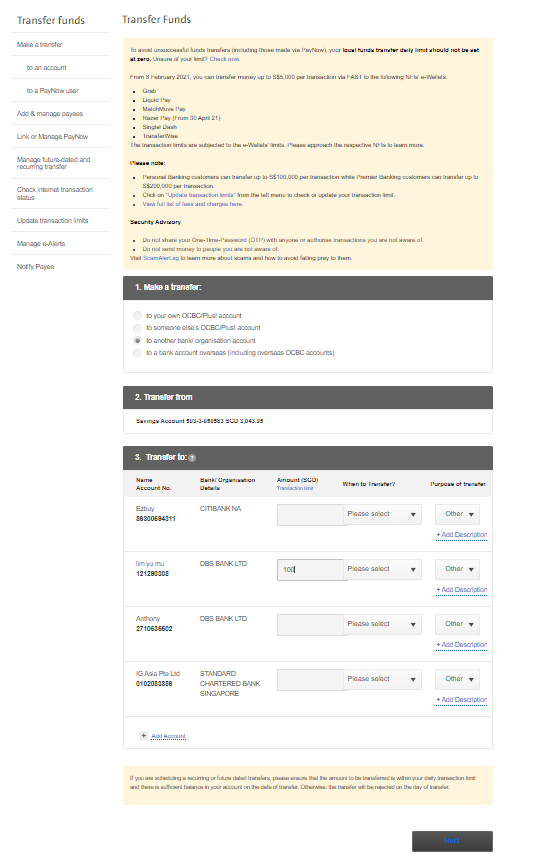 Transfer funds
Make a transfer
to an account
to a PayNow user
Add & manage payees
Link or Manage PayNow
Manage future-dated and
recurring transfer
Check internet transaction
status
Update transaction limits
Manage e-Alerts
Notify Payee
Transfer Funds
To avoid unsuccessful funds transfers (including those made via PayNow), your local funds transfer daily limit should not be set
at zero. Unsure of your limit? Check now.
From 8 February 2021, you can transfer money up to S$5,000 per transaction via FAST to the following NFIs' e-Wallets.
Grab
Liquid Pay
MatchMove Pay
Razer Pay (From 30 April 21)
Singtel Dash
TransferWise
The transaction limits are subjected to the e-Wallets' limits. Please approach the respective NFIs to learn more.
Please note:
Personal Banking customers can transfer up to S$100,000 per transaction while Premier Banking customers can transfer up to
S$200,000 per transaction.
Click on "Update transaction limits" from the left menu to check or update your transaction limit.
View full list of fees and charges here.
Security Advisory
Do not share your One-Time-Password (OTP) with anyone or authorise transactions you are not aware of.
Do not send money to people you are not aware of.
Visit ScamAlert.sg to learn more about scams and how to avoid falling prey to them.
1. Make a transfer:
to your own OCBC/Plus! account
to someone else's OCBC/Plus! account
to another bank/ organisation account
to a bank account overseas (including overseas OCBC accounts)
2. Transfer from
Savings Account SGD 3,043.95
3. Transfer to: ?
Name
Account No.
Bank/ Organisation
Details
Amount (SGD)
Transaction limit
When to transfer?
Purpose of transfer
Ezbuy
CITIBANK NA
Please select
Other
+ Add Description
lim yu mu
DBS BANK LTD
100
Please select
Other
+ Add Description
Anthony
DBS BANK LTD
Please select
Other
+ Add Description
IG Asia Pte Ltd
STANDARD
CHARTERED BANK
SINGAPORE
Please select
Other
+ Add Description
+ Add Account
If you are scheduling a recurring or future dated transfers, please ensure that the amount to be transferred is within your daily transaction limit
and there is sufficient balance in your account on the date of transfer. Otherwise, the transfer will be rejected on the day of transfer.
Next